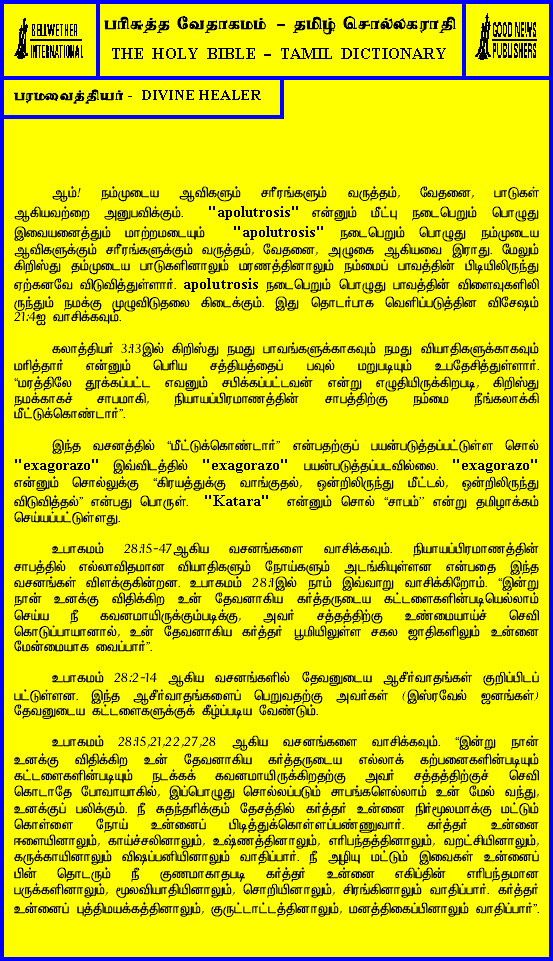 BELLWETHER
INTERNATIONAL
பரிசுத்த வேதாகமம் – தமிழ் சொல்லகராதி
THE HOLY BIBLE – TAMIL DICTIONARY
GOOD NEWS
PUBLISHERS
பரமவைத்தியர் - DIVINE HEALER
ஆம்! நம்முடைய ஆவிகளும் சரீரங்களும் வருத்தம், வேதனை, பாடுகள்
ஆகியவற்றை அனுபவிக்கும். "apolutrosis" என்னும் மீட்பு நடைபெறும் பொழுது
இவையனைத்தும் மாற்றமடையும் "apolutrosis" நடைபெறும் பொழுது நம்முடைய
ஆவிகளுக்கும் சரீரங்களுக்கும் வருத்தம், வேதனை, அழுகை ஆகியவை இராது. மேலும்
கிறிஸ்து தம்முடைய பாடுகளினாலும் மரணத்தினாலும் நம்மைப் பாவத்தின் பிடியிலிருந்து
ஏற்கனவே விடுவித்துள்ளார். apolutrosis நடைபெறும் பொழுது பாவத்தின் விளைவுகளிலி
ருந்தும் நமக்கு முழுவிடுதலை கிடைக்கும். இது தொடர்பாக வெளிப்படுத்தின விசேஷம்
21:4ஐ வாசிக்கவும்.
கலாத்தியர் 3:13இல் கிறிஸ்து நமது பாவங்களுக்காகவும் நமது வியாதிகளுக்காகவும்
மரித்தார் என்னும் பெரிய சத்தியத்தைப் பவுல் மறுபடியும் உபதேசித்துள்ளார்.
“மரத்திலே தூக்கப்பட்ட எவனும் சபிக்கப்பட்டவன் என்று எழுதியிருக்கிறபடி, கிறிஸ்து
நமக்காகச் சாபமாகி, நியாயப்பிரமாணத்தின் சாபத்திற்கு நம்மை நீங்கலாக்கி
மீட்டுக்கொண்டார்”.
இந்த வசனத்தில் “மீட்டுக்கொண்டார்” என்பதற்குப் பயன்படுத்தப்பட்டுள்ள சொல்
"exagorazo" இவ்விடத்தில் "exagorazo" பயன்படுத்தப்படவில்லை. "exagorazo"
என்னும் சொல்லுக்கு “கிரயத்துக்கு வாங்குதல், ஒன்றிலிருந்து மீட்டல், ஒன்றிலிருந்து
விடுவித்தல்” என்பது பொருள். "Katara" என்னும் சொல் “சாபம்” என்று தமிழாக்கம்
செய்யப்பட்டுள்ளது.
உபாகமம் 28:15-47ஆகிய வசனங்களை வாசிக்கவும். நியாயப்பிரமாணத்தின்
சாபத்தில் எல்லாவிதமான வியாதிகளும் நோய்களும் அடங்கியுள்ளன என்பதை இந்த
வசனங்கள் விளக்குகின்றன. உபாகமம் 28:1இல் நாம் இவ்வாறு வாசிக்கிறோம். “இன்று
நான் உனக்கு விதிக்கிற உன் தேவனாகிய கர்த்தருடைய கட்டளைகளின்படியெல்லாம்
செய்ய நீ கவனமாயிருக்கும்படிக்கு, அவர் சத்தத்திற்கு உண்மையாய்ச் செவி
கொடுப்பாயானால், உன் தேவனாகிய கர்த்தர் பூமியிலுள்ள சகல ஜாதிகளிலும் உன்னை
மேன்மையாக வைப்பார்”.
உபாகமம் 28:2-14 ஆகிய வசனங்களில் தேவனுடைய ஆசீர்வாதங்கள் குறிப்பிடப்
பட்டுள்ளன. இந்த ஆசீர்வாதங்களைப் பெறுவதற்கு அவர்கள் (இஸ்ரவேல் ஜனங்கள்)
தேவனுடைய கட்டளைகளுக்குக் கீழ்ப்படிய வேண்டும்.
உபாகமம் 28:15,21,22,27,28 ஆகிய வசனங்களை வாசிக்கவும். “இன்று நான்
உனக்கு விதிக்கிற உன் தேவனாகிய கர்த்தருடைய எல்லாக் கற்பனைகளின்படியும்
கட்டளைகளின்படியும் நடக்கக் கவனமாயிருக்கிறதற்கு அவர் சத்தத்திற்குச் செவி
கொடாதே போவாயாகில், இப்பொழுது சொல்லப்படும் சாபங்களெல்லாம் உன் மேல் வந்து,
உனக்குப் பலிக்கும். நீ சுதந்தரிக்கும் தேசத்தில் கர்த்தர் உன்னை நிர்மூலமாக்கு மட்டும்
கொள்ளை நோய் உன்னைப் பிடித்துக்கொள்ளப்பண்ணுவார். கர்த்தர் உன்னை
ஈளையினாலும், காய்ச்சலினாலும், உஷ்ணத்தினாலும், எரிபந்தத்தினாலும், வறட்சியினாலும்,
கருக்காயினாலும் விஷப்பனியினாலும் வாதிப்பார். நீ அழியு மட்டும் இவைகள் உன்னைப்
பின் தொடரும் நீ குணமாகாதபடி கர்த்தர் உன்னை எகிப்தின் எரிபந்தமான
பருக்களினாலும், மூலவியாதியினாலும், சொறியினாலும், சிரங்கினாலும் வாதிப்பார். கர்த்தர்
உன்னைப் புத்திமயக்கத்தினாலும், குருட்டாட்டத்தினாலும், மனத்திகைப்பினாலும் வாதிப்பார்”.